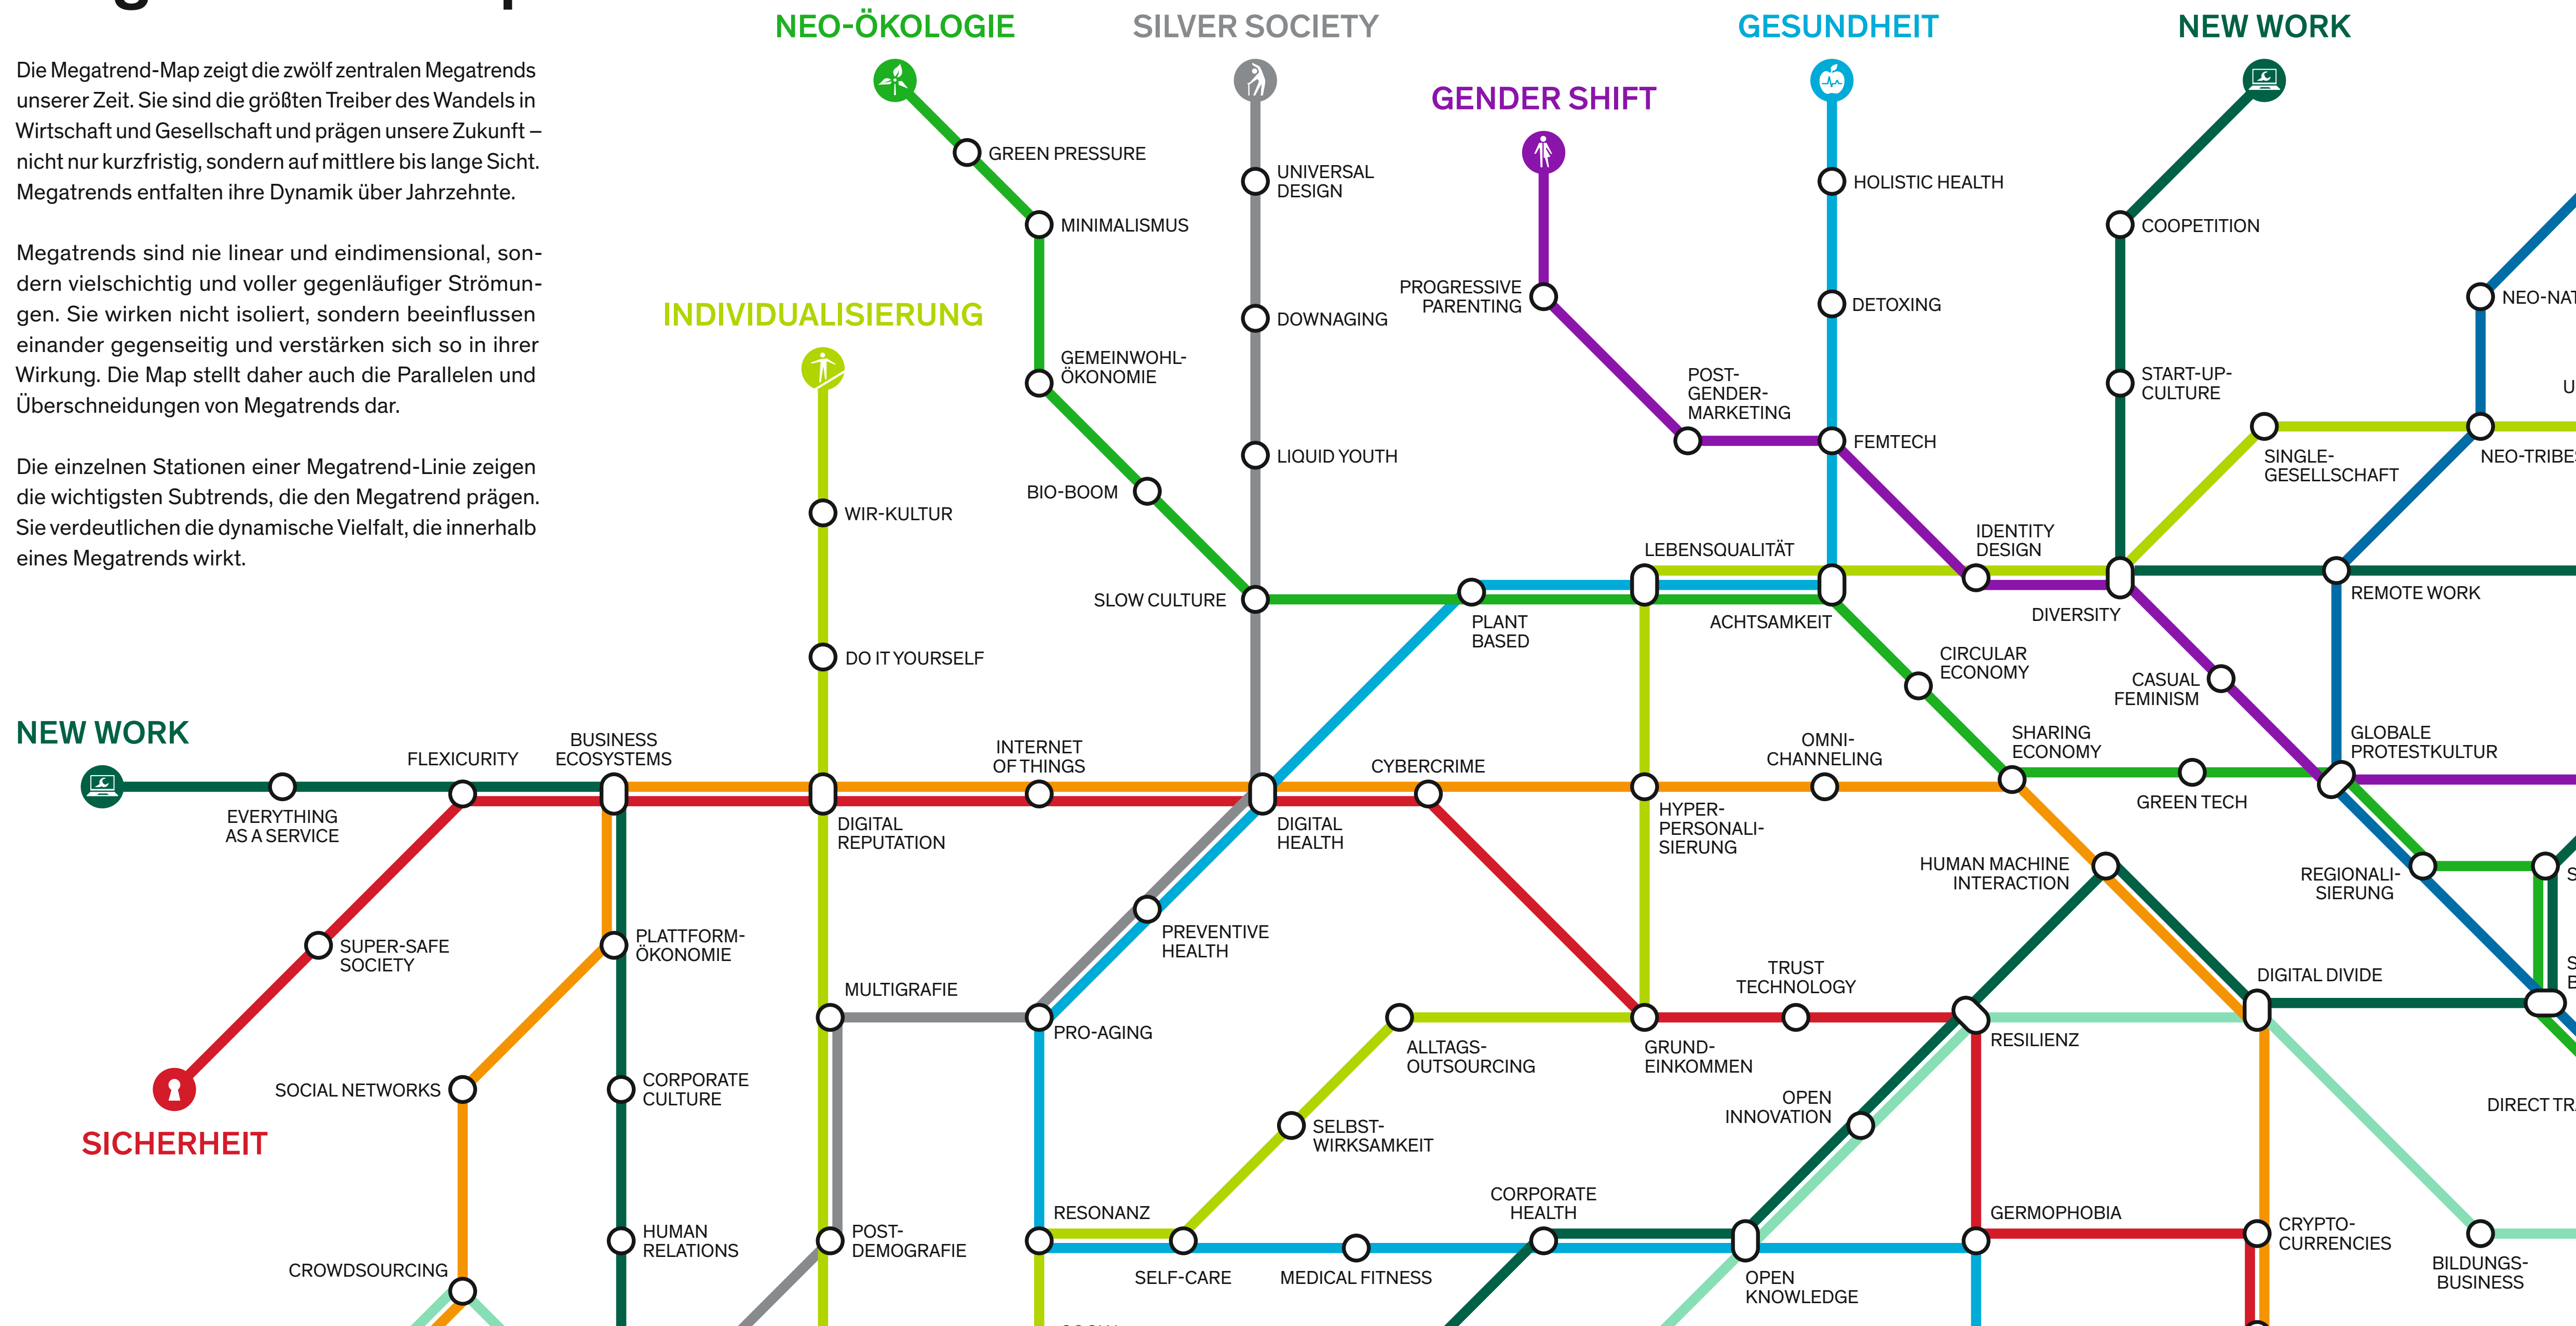 Die Megatrend-Map zeigt die zwölf zentralen Megatrends
unserer Zeit. Sie sind die größten Treiber des Wandels in
Wirtschaft und Gesellschaft und prägen unsere Zukunft –
nicht nur kurzfristig, sondern auf mittlere bis lange Sicht.
Megatrends entfalten ihre Dynamik über Jahrzehnte.
Megatrends sind nie linear und eindimensional, son-
dern vielschichtig und voller gegenläufiger Strömun-
gen. Sie wirken nicht isoliert, sondern beeinflussen
einander gegenseitig und verstärken sich so in ihrer
Wirkung. Die Map stellt daher auch die Parallelen und
Überschneidungen von Megatrends dar.
Die einzelnen Stationen einer Megatrend-Linie zeigen
die wichtigsten Subtrends, die den Megatrend prägen.
Sie verdeutlichen die dynamische Vielfalt, die innerhalb
eines Megatrends wirkt.
NEO-ÖKOLOGIE
SILVER SOCIETY
GESUNDHEIT
NEW WORK
GENDER SHIFT
GREEN PRESSURE
UNIVERSAL
DESIGN
HOLISTIC HEALTH
MINIMALISMUS
COOPETITION
PROGRESSIVE
PARENTING
DETOXING
INDIVIDUALISIERUNG
DOWNAGING
GEMEINWOHL-
ÖKONOMIE
POST-
GENDER-
MARKETING
START-UP-
CULTURE
FEMTECH
LIQUID YOUTH
SINGLE-
GESELLSCHAFT
BIO-BOOM
WIR-KULTUR
LEBENSQUALITÄT
IDENTITY
DESIGN
SLOW CULTURE
PLANT
BASED
ACHTSAMKEIT
DIVERSITY
REMOTE WORK
DO IT YOURSELF
CIRCULAR
ECONOMY
CASUAL
FEMINISM
NEW WORK
FLEXICURITY
BUSINESS
ECOSYSTEMS
INTERNET
OF THINGS
CYBERCRIME
OMNI-
CHANNELING
SHARING
ECONOMY
GLOBALE
PROTESTKULTUR
EVERYTHING
AS A SERVICE
DIGITAL
REPUTATION
DIGITAL
HEALTH
HYPER-
PERSONALI-
SIERUNG
GREEN TECH
HUMAN MACHINE
INTERACTION
REGIONALI-
SIERUNG
SUPER-SAFE
SOCIETY
PLATTFORM-
ÖKONOMIE
PREVENTIVE
HEALTH
MULTIGRAFIE
TRUST
TECHNOLOGY
DIGITAL DIVIDE
PRO-AGING
ALLTAGS-
OUTSOURCING
GRUND-
EINKOMMEN
RESILIENZ
SOCIAL NETWORKS
CORPORATE
CULTURE
OPEN
INNOVATION
SICHERHEIT
SELBST-
WIRKSAMKEIT
DIRECT
HUMAN
RELATIONS
POST-
DEMOGRAFIE
RESONANZ
CORPORATE
HEALTH
GERMOPHOBIA
CRYPTO-
CURRENCIES
CROWDSOURCING
SELF-CARE
MEDICAL FITNESS
OPEN
KNOWLEDGE
BILDUNGS-
BUSINESS